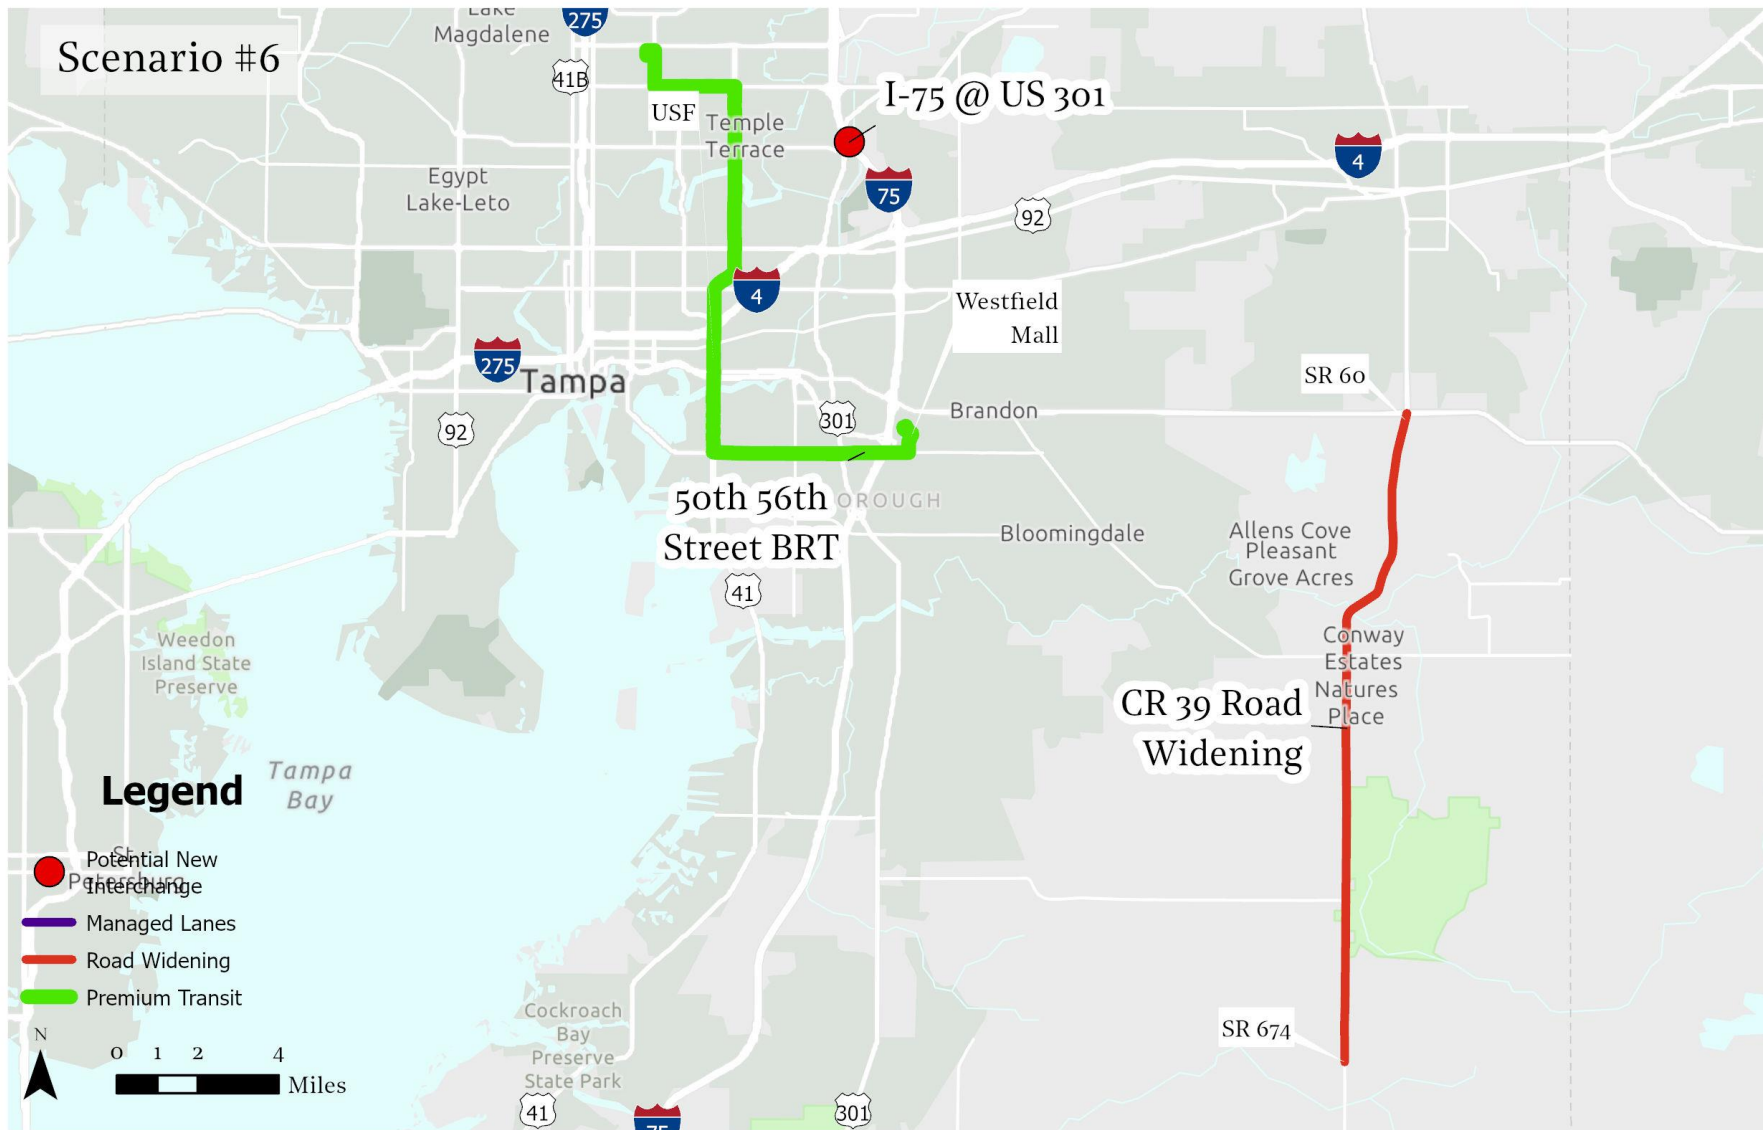 Scenario #6
Lake
Magdalene
275
41B
USF
Temple
Terrace
I-75 @ US 301
75
4
92
Egypt
Lake-Leto
4
Westfield
Mall
275
Tampa
92
301
Brandon
SR 60
50th 56th
Street BRT
OROUGH
Bloomingdale
Allens Cove
Pleasant
Grove Acres
41
Weedon
Island State
Preserve
Conway
Estates
Natures
Place
CR 39 Road
Widening
Tampa
Bay
Legend
St.
Petersburg
Potential New
Interchange
Managed Lanes
Road Widening
Premium Transit
N
0 1 2 4
Miles
Cockroach
Bay
Preserve
State Park
SR 674
41
75
301